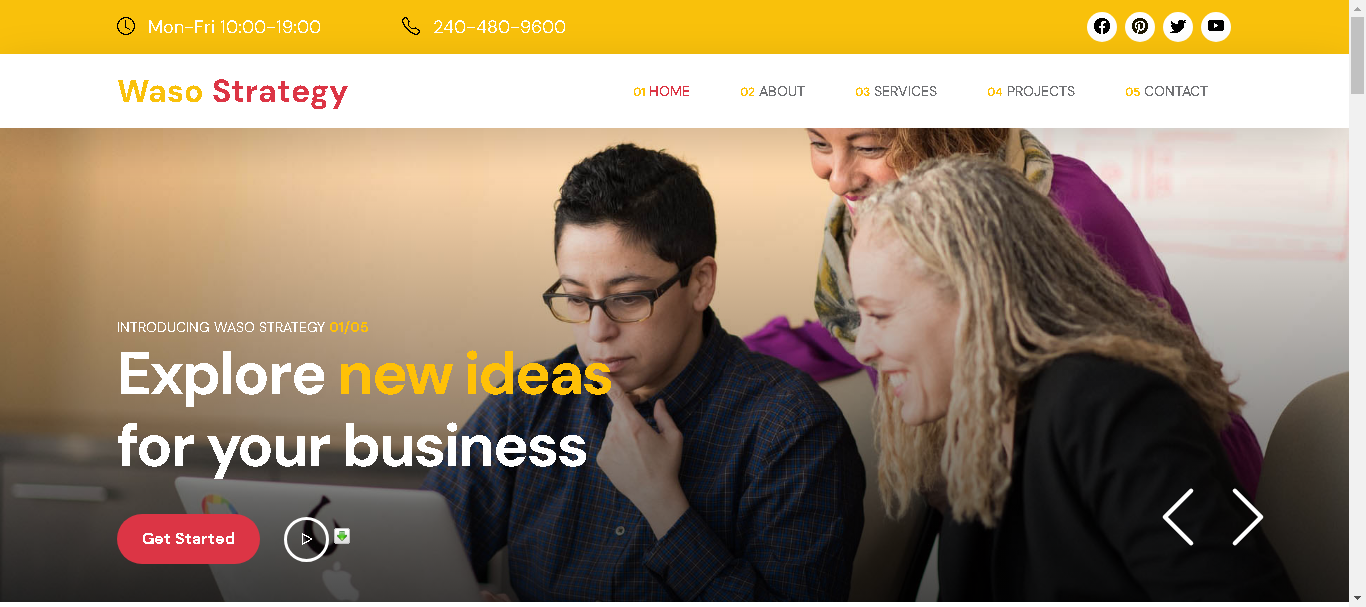 Mon-Fri 10:00-19:00
240-480-9600
Waso Strategy
01 HOME
02 ABOUT
03 SERVICES
04 PROJECTS
05 CONTACT
INTRODUCING WASO STRATEGY 01/05
Explore new ideas
for your business
Get Started